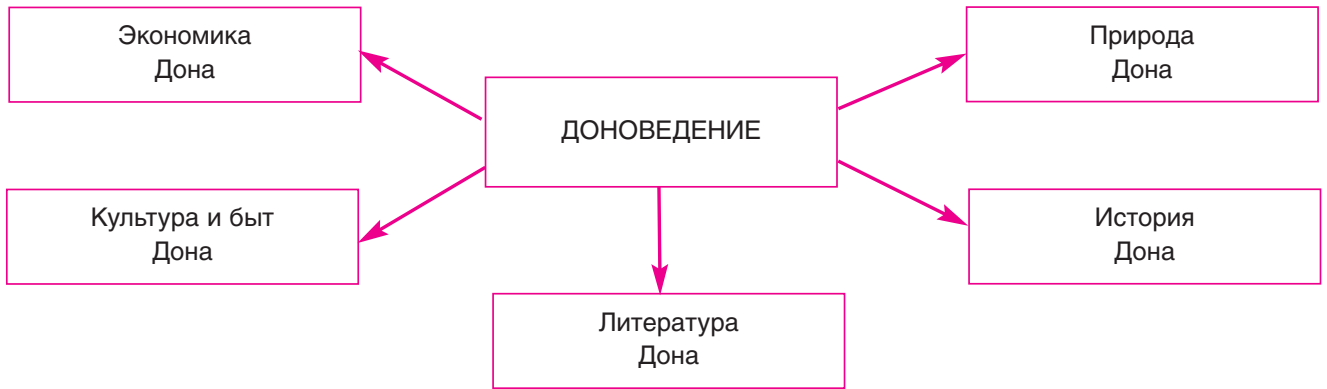 Экономика
Дона
Природа
Дона
ДОНОВЕДЕНИЕ
Культура и быт
Дона
История
Дона
Литература
Дона